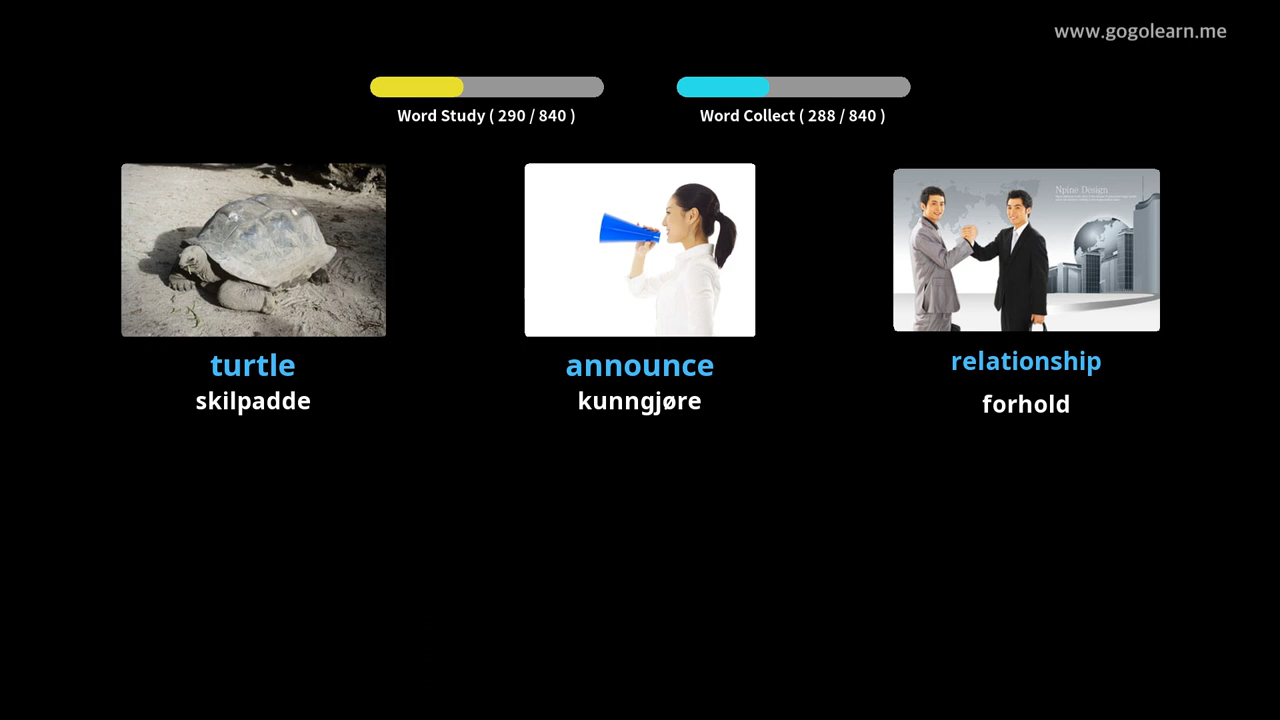 www.gogolearn.me
Word Study ( 290 / 840 )
Word Collect ( 288 / 840 )
Npine Design
turtle
announce
relationship
skilpadde
kunngjøre
forhold